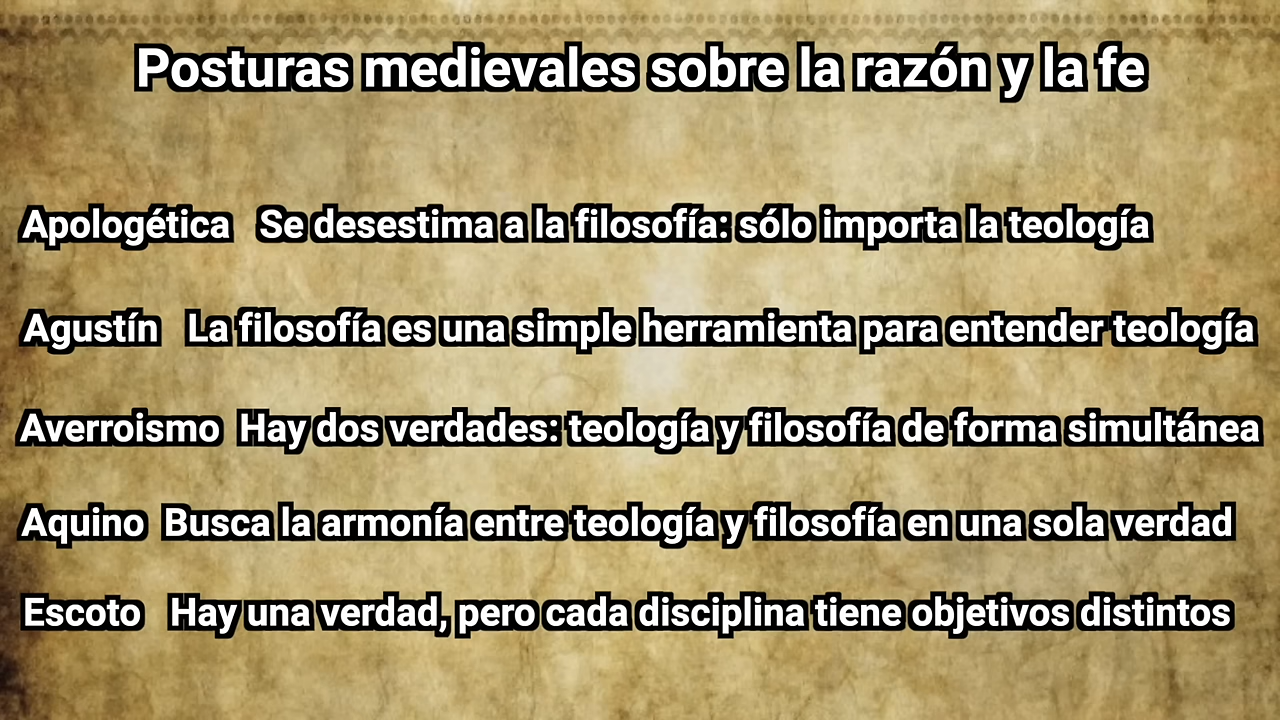 Posturas medievales sobre la razón y la fe
Apologética Se desestima a la filosofía: sólo importa la teología
Agustín La filosofía es una simple herramienta para entender teología
Averroismo Hay dos verdades: teología y filosofía de forma simultánea
Aquino Busca la armonía entre teología y filosofía en una sola verdad
Escoto Hay una verdad, pero cada disciplina tiene objetivos distintos